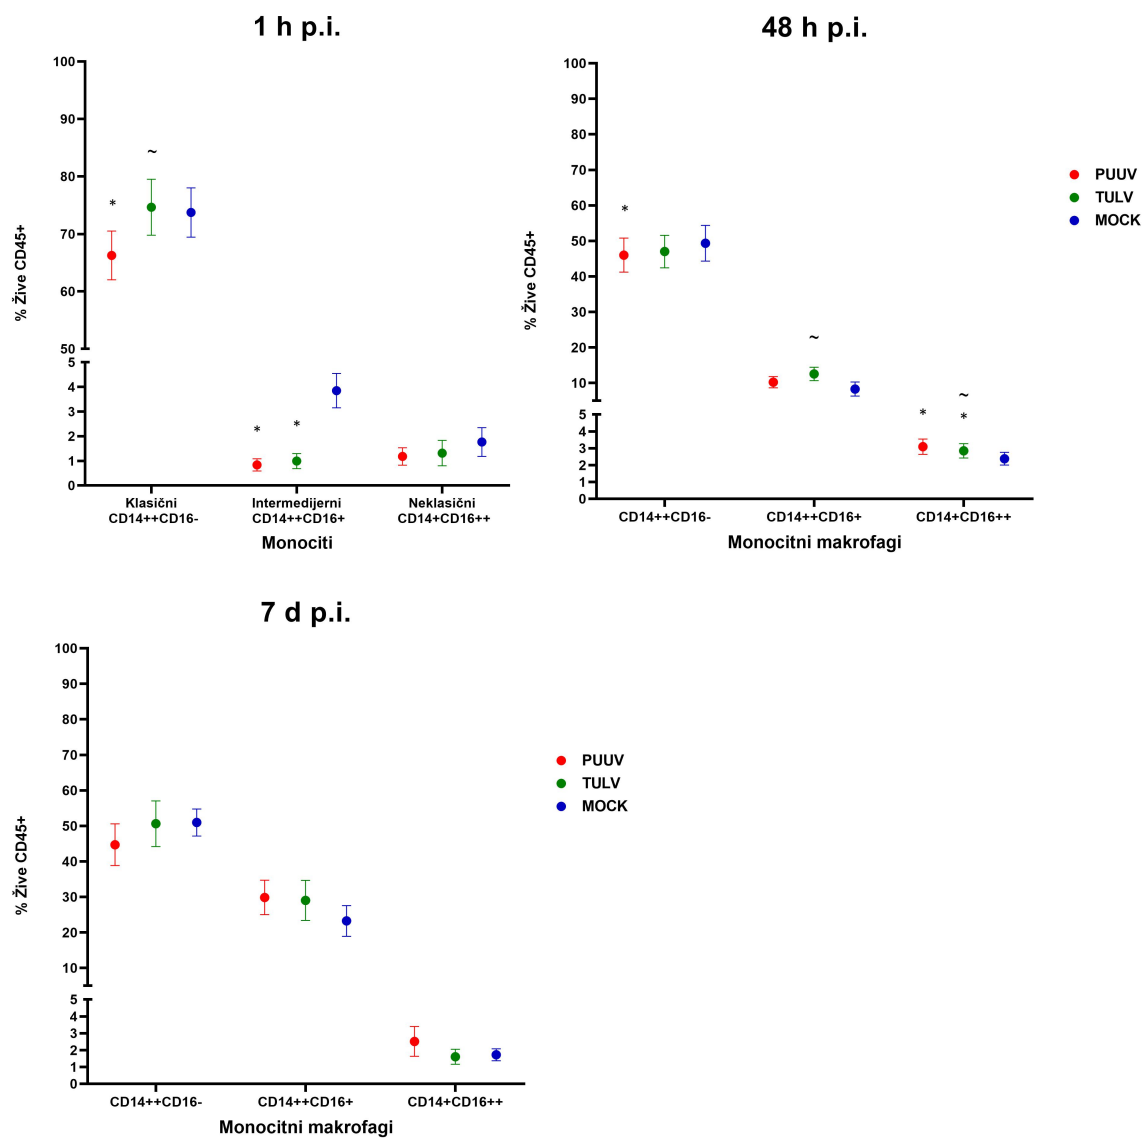 1 h p.i.
% Žive CD45+
100
90
80
70
60
50
5
4
3
2
1
0
*
~
*
*
Klasični
CD14++CD16-
Intermedijerni
CD14++CD16+
Neklasični
CD14+CD16++
Monociti
48 h p.i.
% Žive CD45+
100
90
80
70
60
50
40
30
20
10
5
4
3
2
1
0
*
~
*
~
*
CD14++CD16-
CD14++CD16+
CD14+CD16++
Monocitni makrofagi
PUUV
TULV
MOCK
7 d p.i.
% Žive CD45+
100
90
80
70
60
50
40
30
20
10
5
4
3
2
1
0
CD14++CD16-
CD14++CD16+
CD14+CD16++
Monocitni makrofagi
PUUV
TULV
MOCK